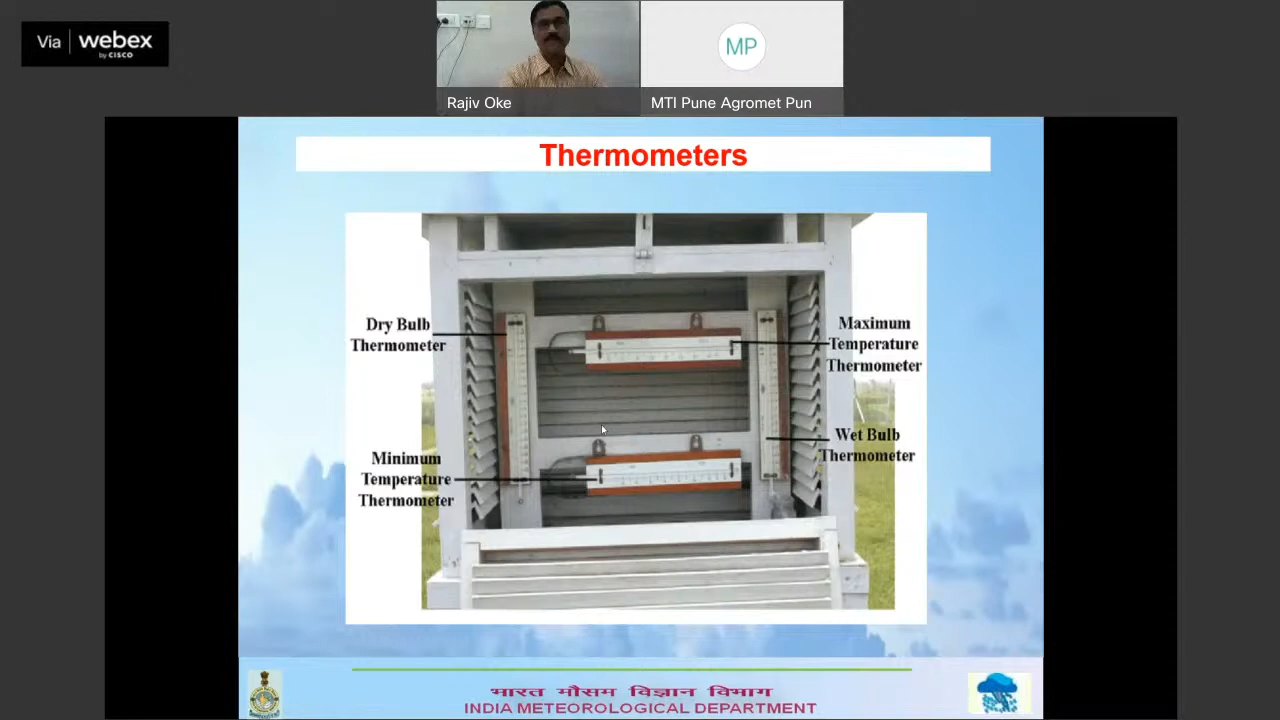 Via webex
by CISCO
MP
Rajiv Oke
MTI Pune Agromet Pun
Thermometers
Dry Bulb
Thermometer
Maximum
Temperature
Thermometer
Minimum
Temperature
Thermometer
Wet Bulb
Thermometer
भारत मौसम विज्ञान विभाग
INDIA METEOROLOGICAL DEPARTMENT